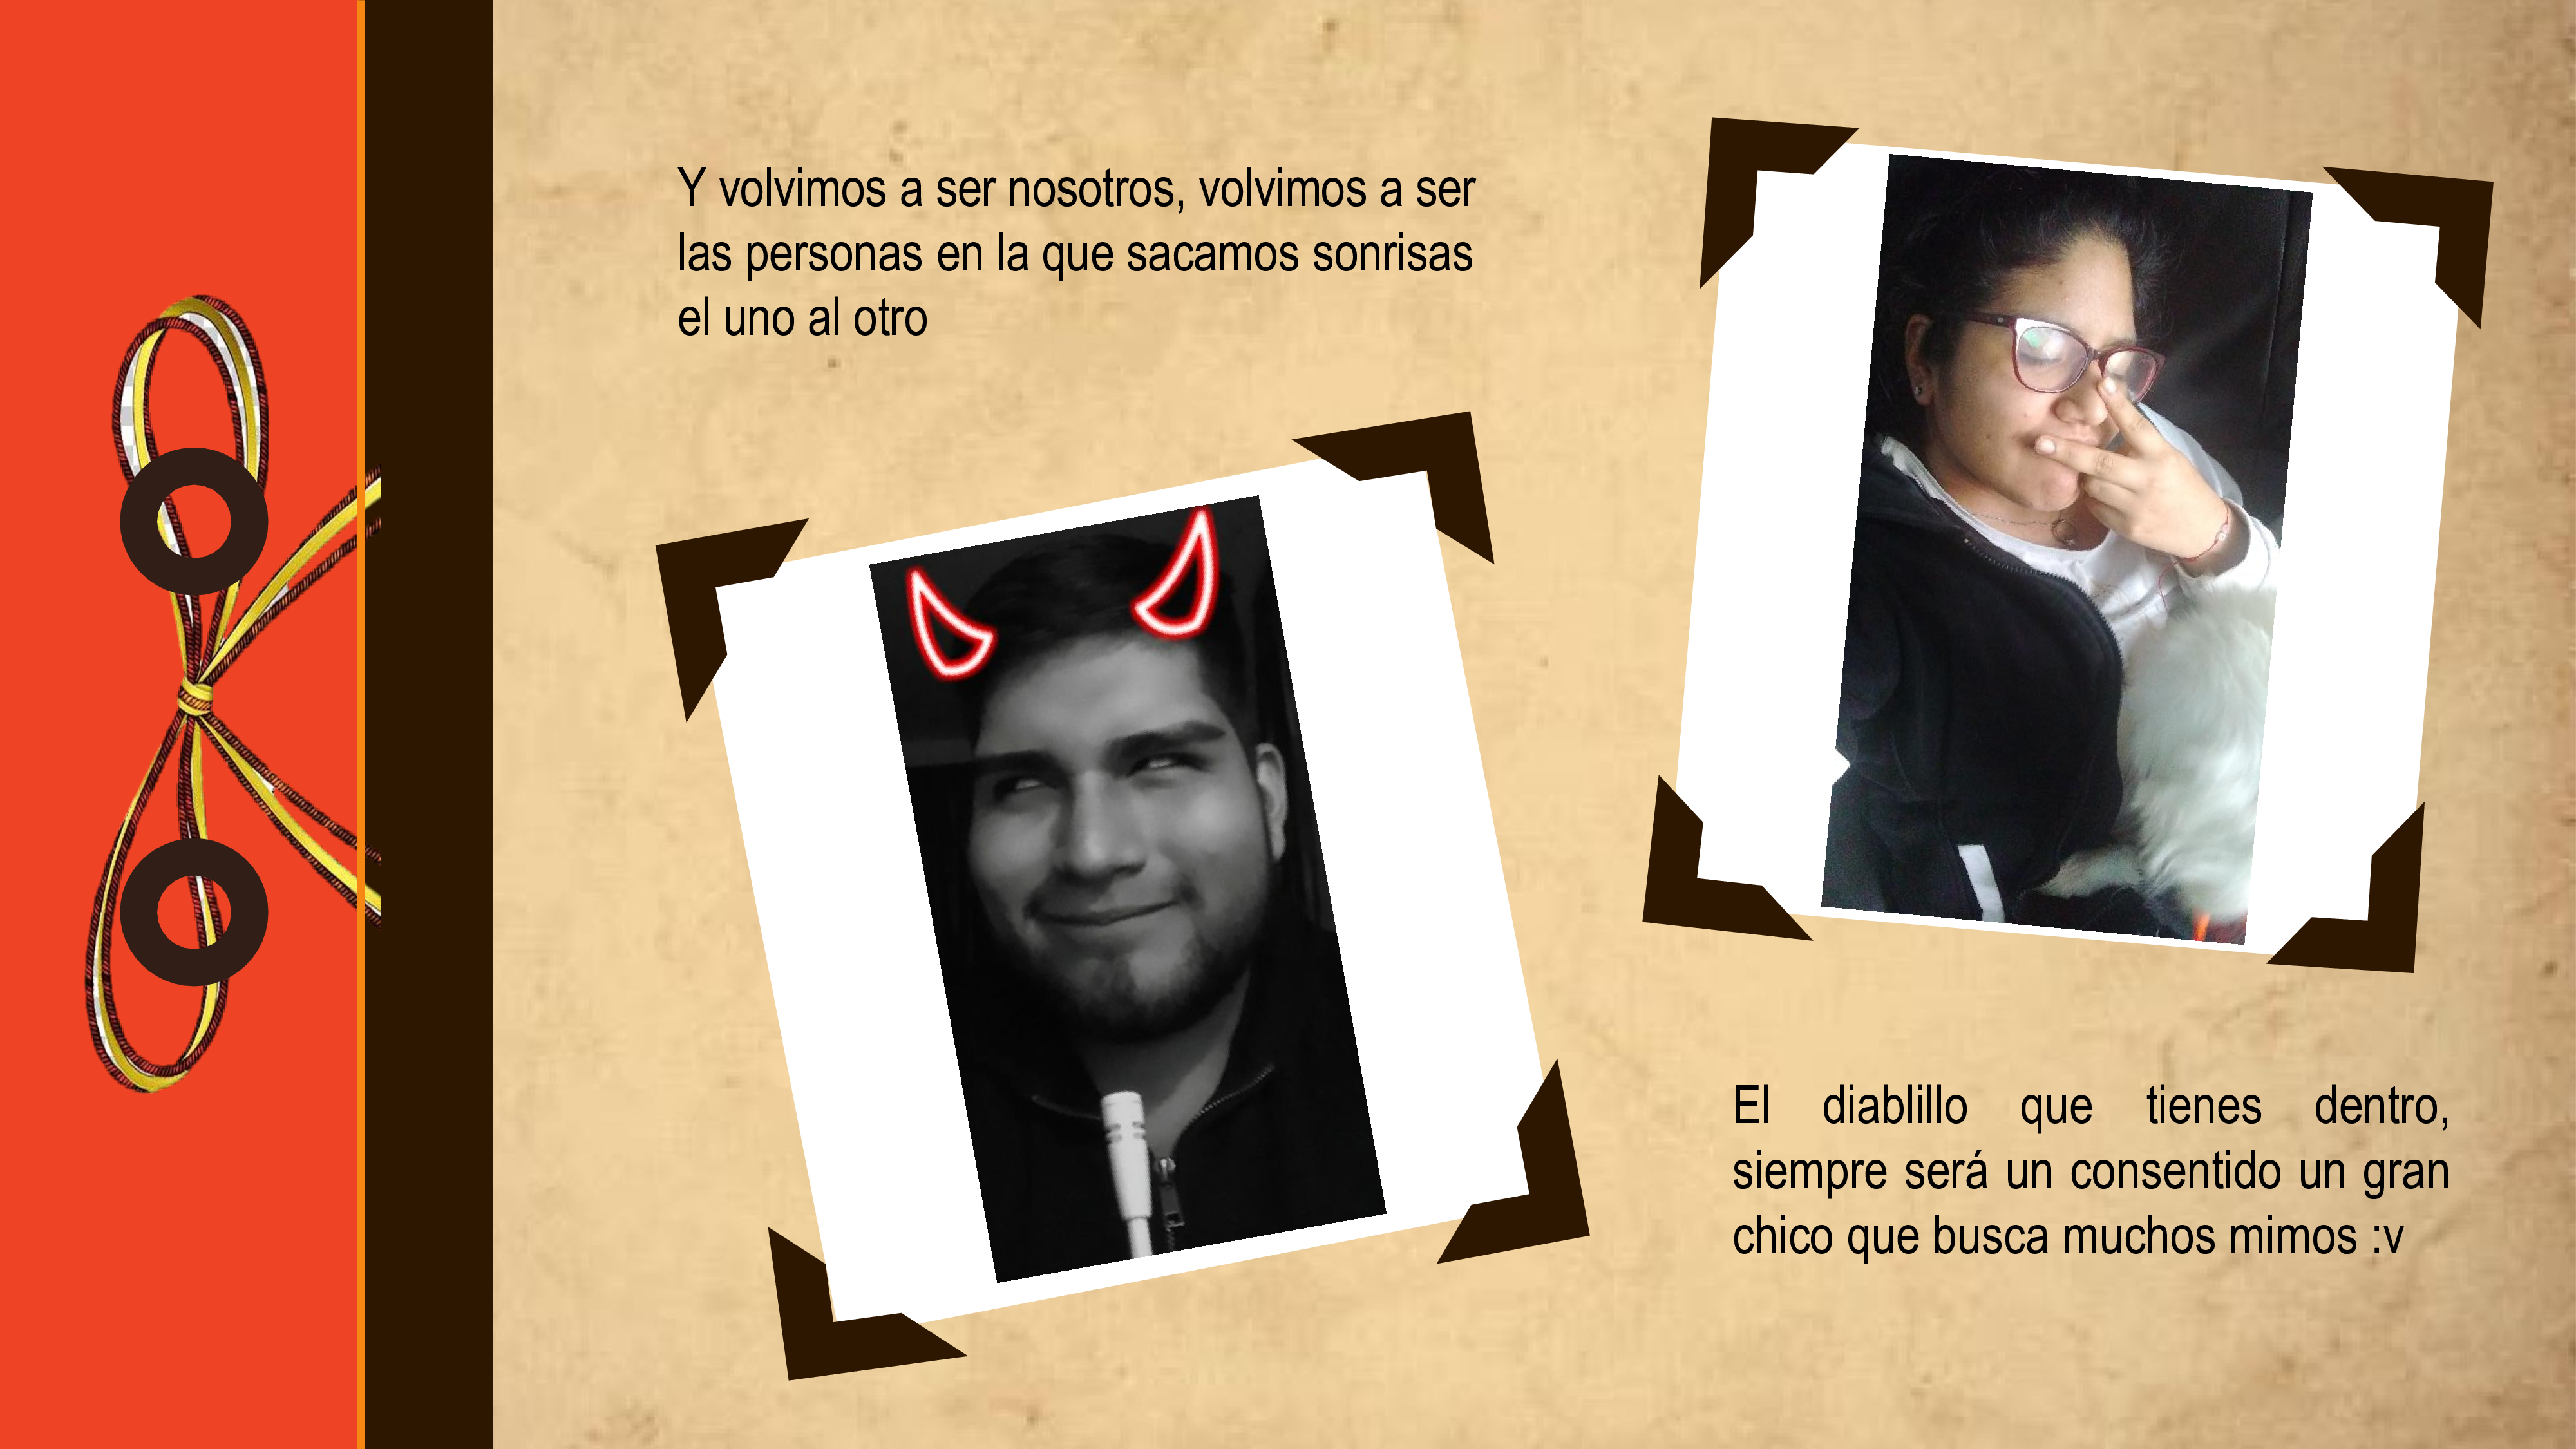 Y volvimos a ser nosotros, volvimos a ser
las personas en la que sacamos sonrisas
el uno al otro
El diablillo que tienes dentro,
siempre será un consentido un gran
chico que busca muchos mimos :v